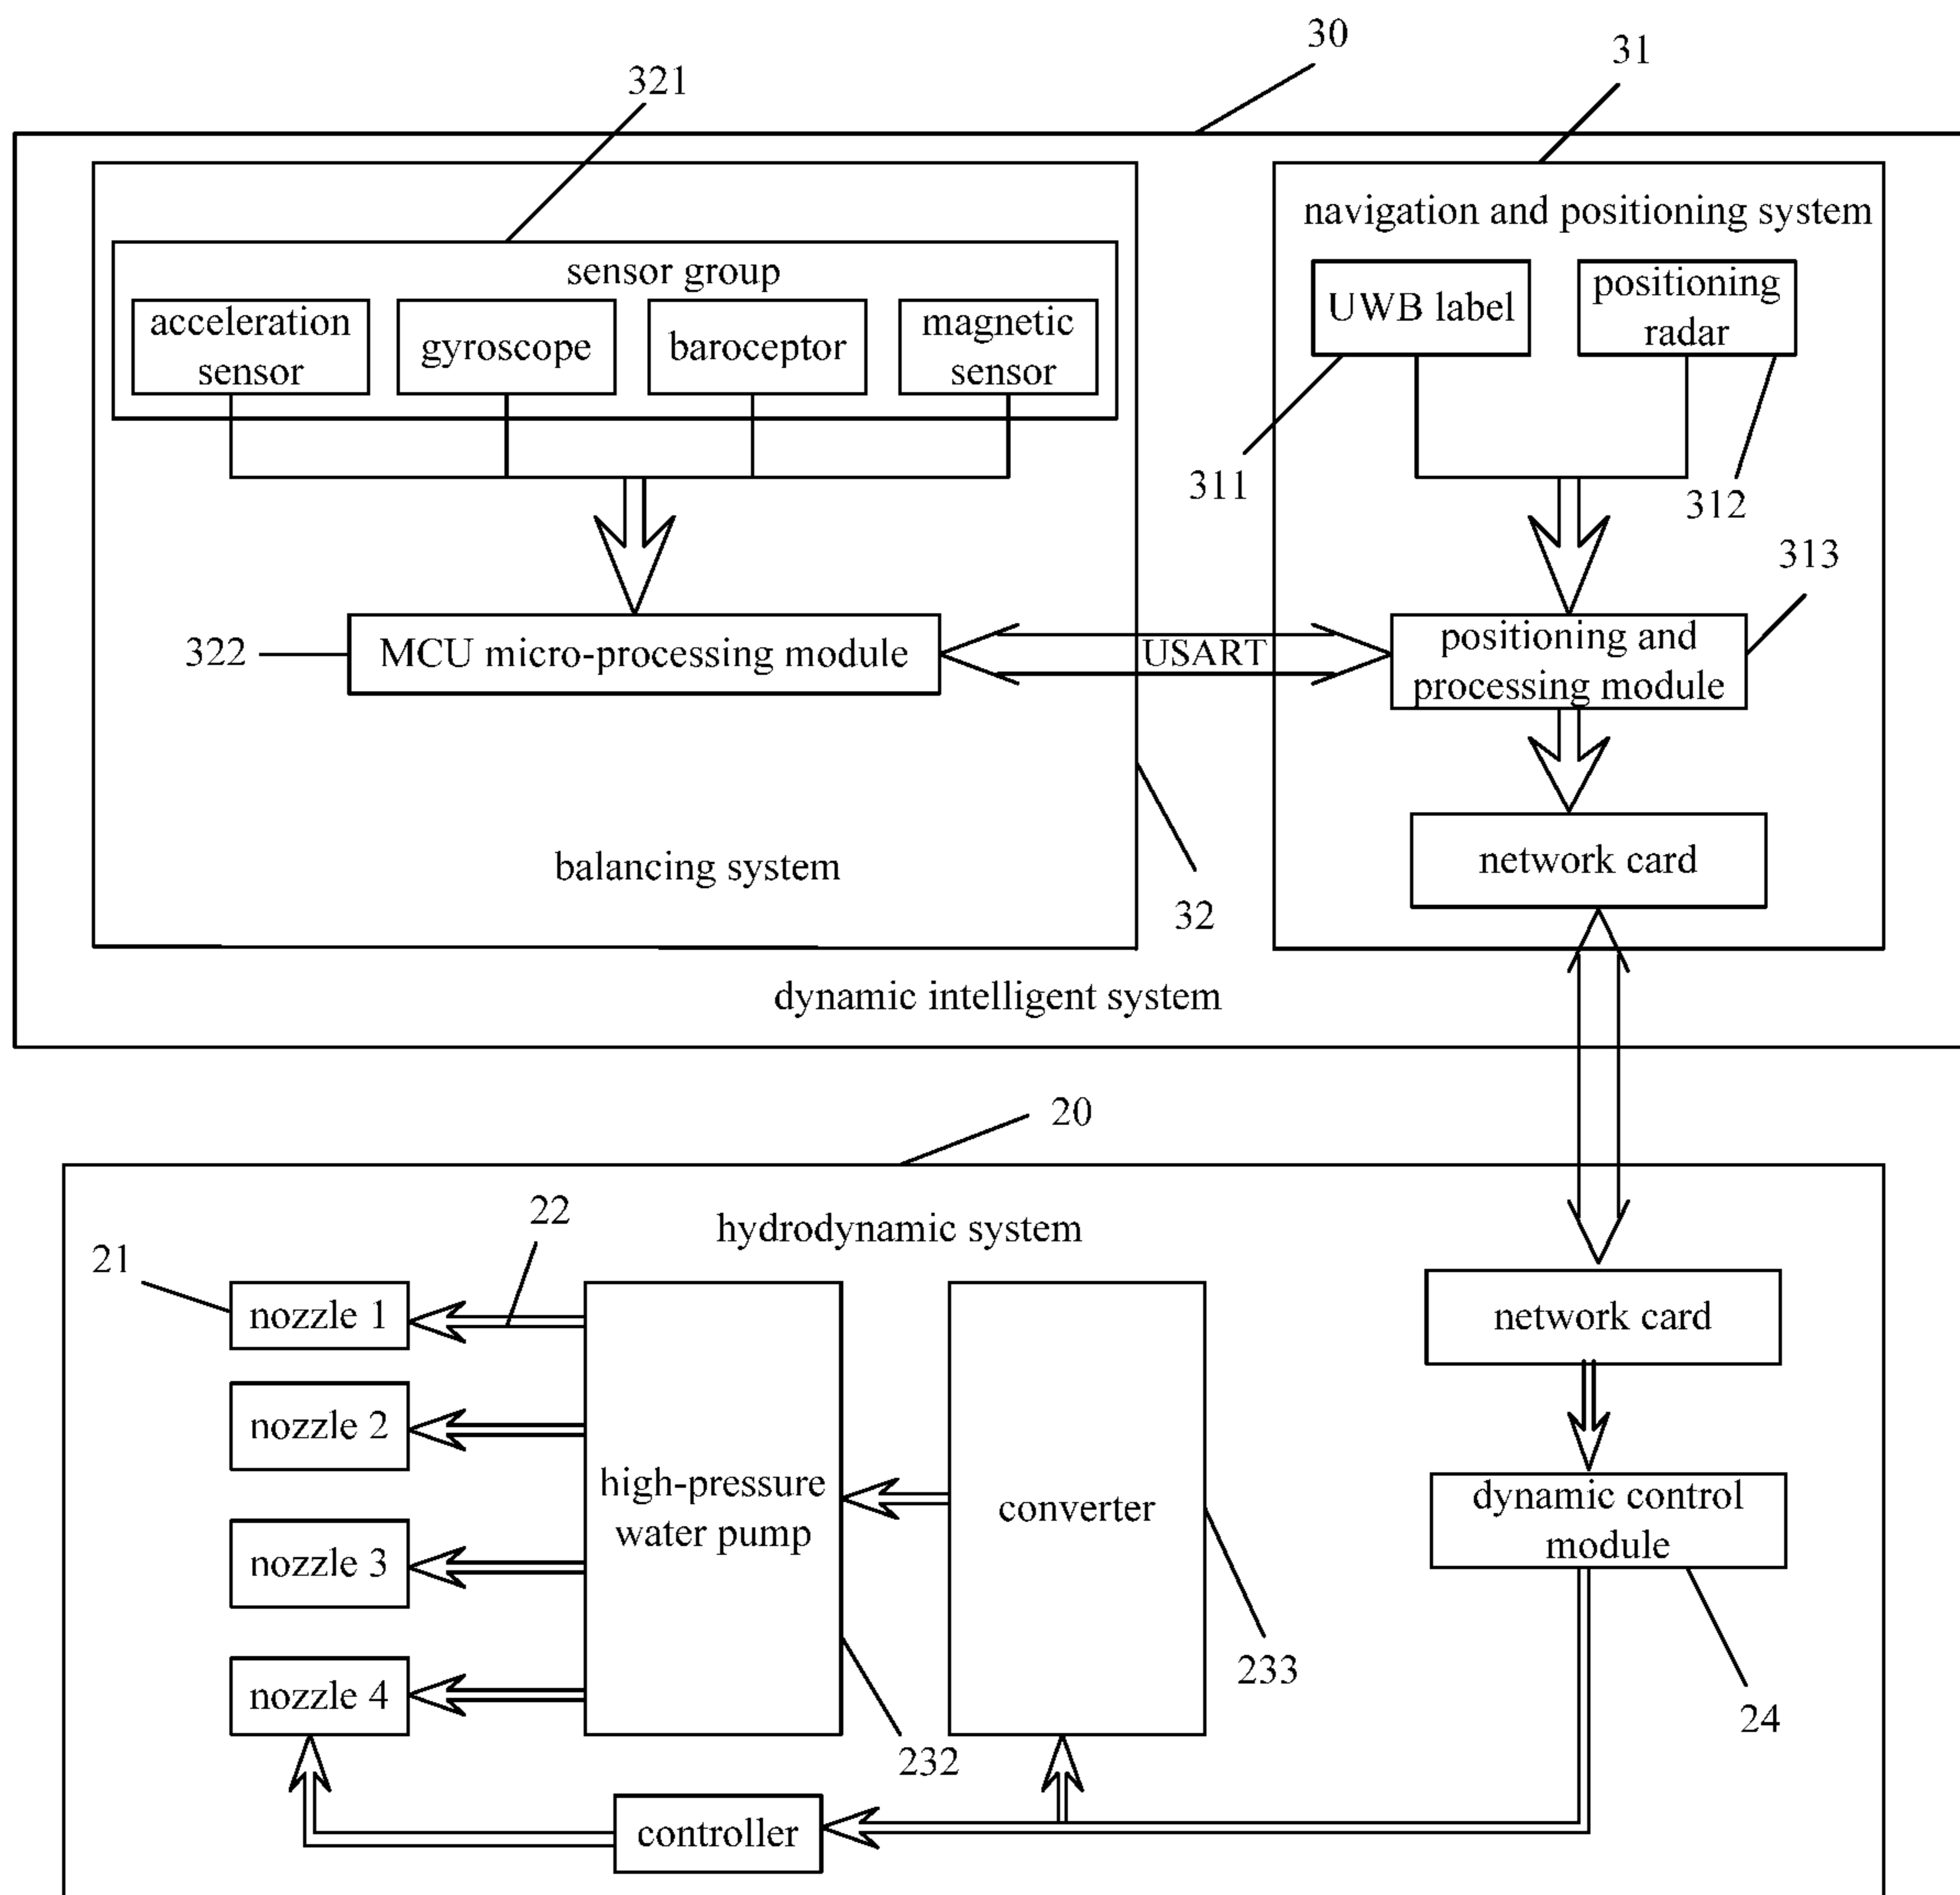 30
31
321
navigation and positioning system
sensor group
acceleration
sensor
gyroscope
baroceptor
magnetic
sensor
UWB label
positioning
radar
311
312
313
322
MCU micro-processing module
USART
positioning and
processing module
balancing system
network card
32
dynamic intelligent system
20
22
hydrodynamic system
21
nozzle 1
nozzle 2
nozzle 3
nozzle 4
high-pressure
water pump
converter
network card
dynamic control
module
233
24
232
controller